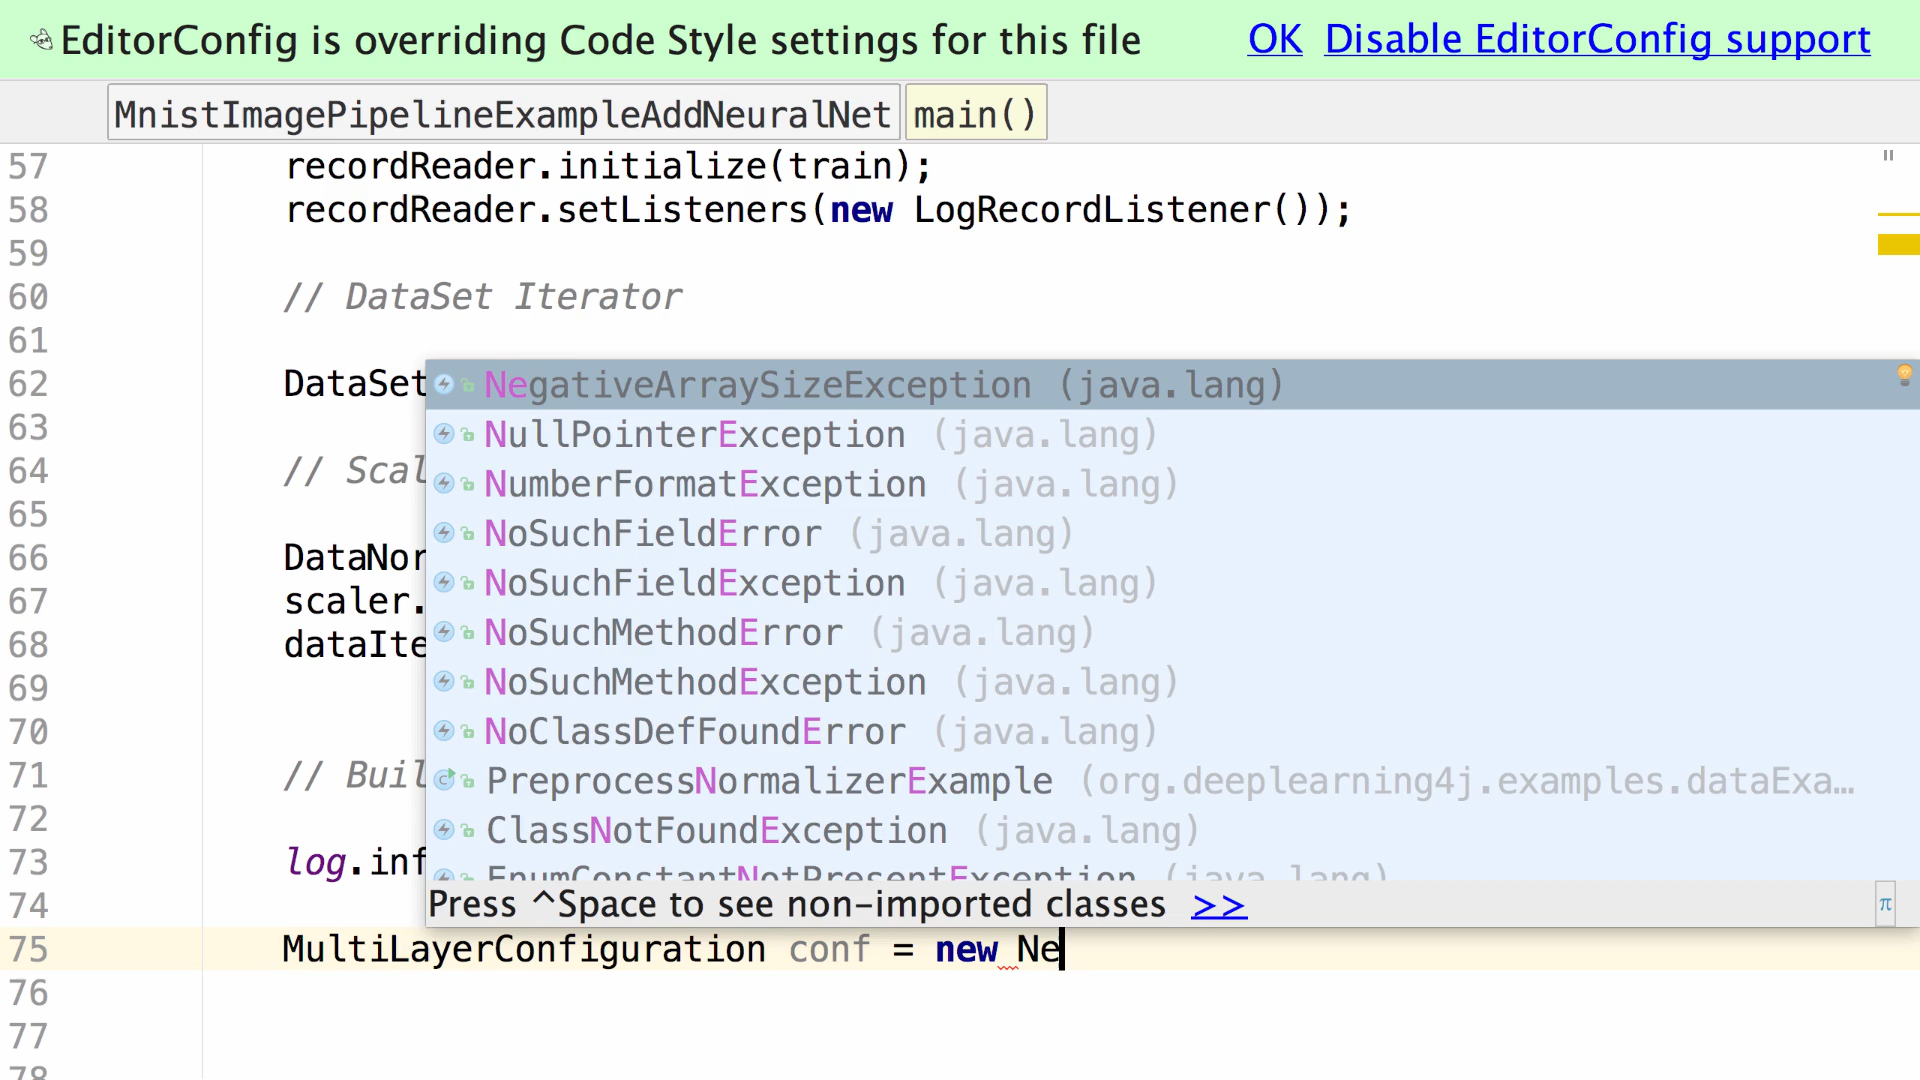 EditorConfig is overriding Code Style settings for this file OK Disable EditorConfig support
MnistImagePipelineExampleAddNeuralNet main()
57 recordReader.initialize(train);
58 recordReader.setListeners(new LogRecordListener());
59
60 // DataSet Iterator
61
62 DataSet NegativeArraySizeException (java.lang)
63 NullPointerException (java.lang)
64 // Scal NumberFormatException (java.lang)
65 NoSuchFieldError (java.lang)
66 DataNor NoSuchFieldException (java.lang)
67 scaler. NoSuchMethodError (java.lang)
68 dataIte
69 NoSuchMethodException (java.lang)
70 NoClassDefFoundError (java.lang)
71 // Buil PreprocessNormalizerExample (org.deeplearning4j.examples.dataExa…
72 ClassNotFoundException (java.lang)
73 log.inf EnumConstantNotPresentException (java.lang)
74 Press ^Space to see non-imported classes >> π
75 MultiLayerConfiguration conf = new Ne
76
77
78